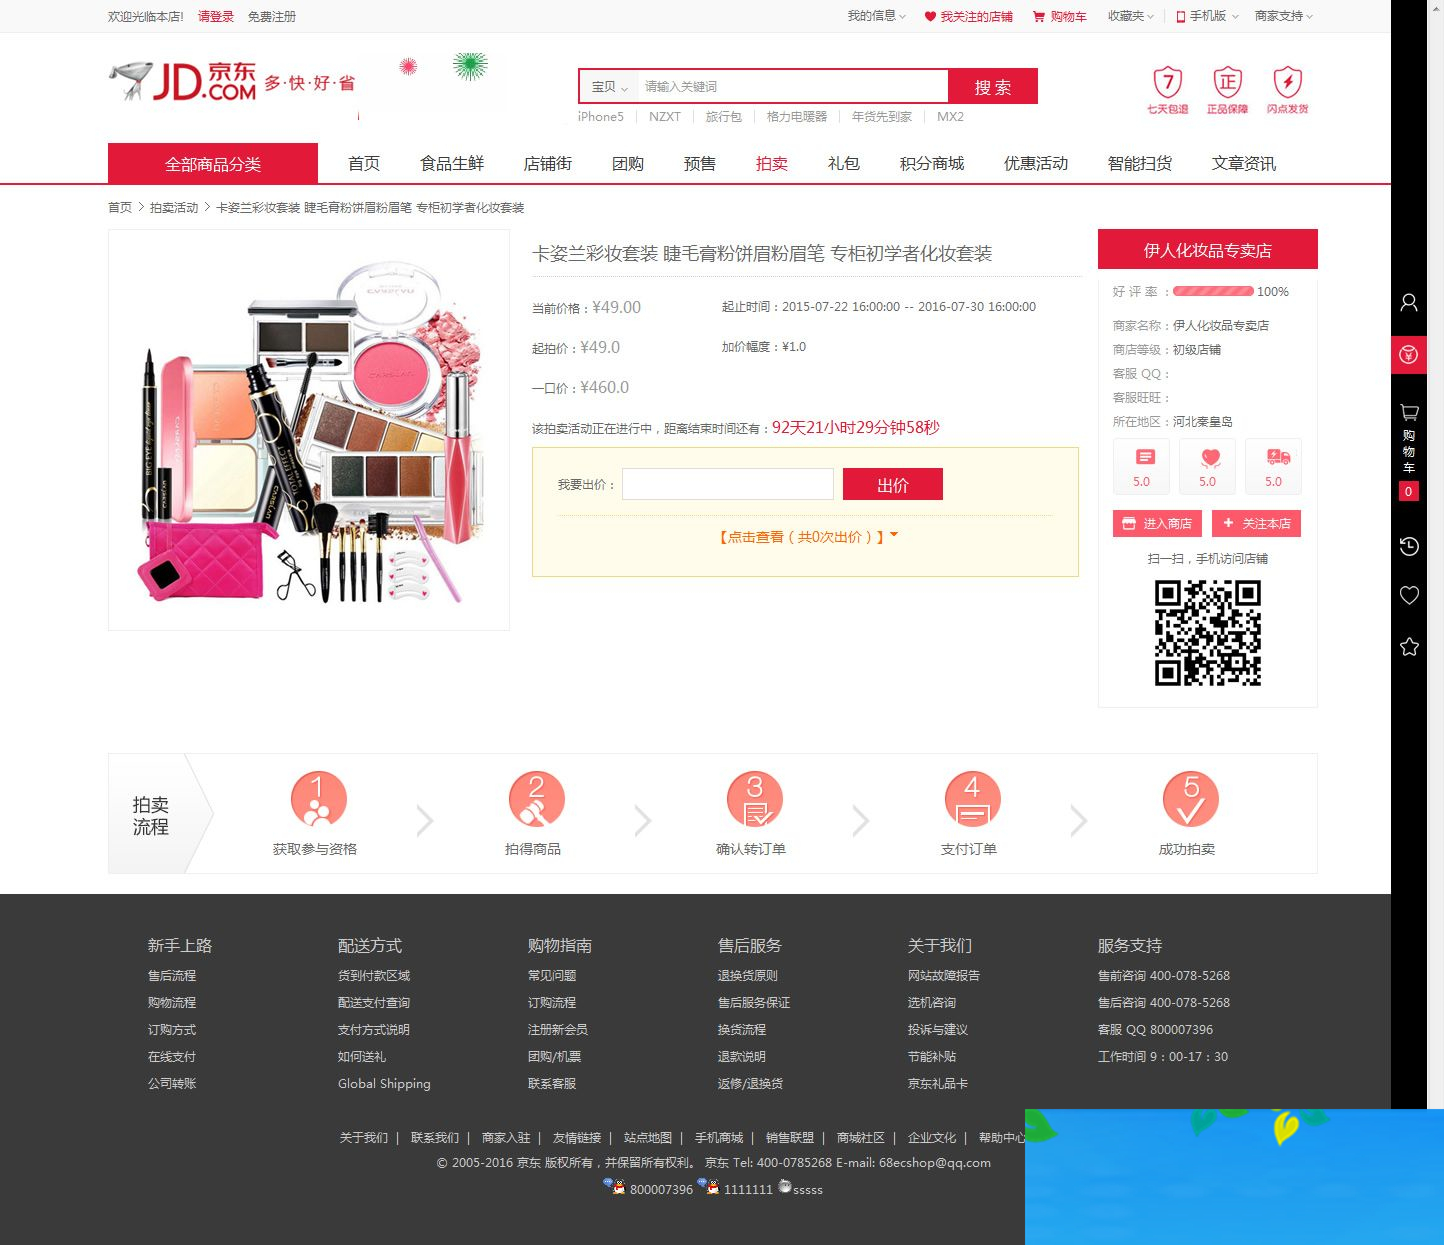 欢迎光临本店! 请登录 免费注册 我的信息 我关注的店铺 购物车 收藏夹 手机版 商家支持
JD.COM 京东 多·快·好·省
宝贝 请输入关键词 搜 索
iPhone5 NZXT 旅行包 格力电暖器 年货先到家 MX2
7 正
七天包退 正品保障 闪点发货
全部商品分类 首页 食品生鲜 店铺街 团购 预售 拍卖 礼包 积分商城 优惠活动 智能扫货 文章资讯
首页 > 拍卖活动 > 卡姿兰彩妆套装 睫毛膏粉饼眉粉眉笔 专柜初学者化妆套装
卡姿兰彩妆套装 睫毛膏粉饼眉粉眉笔 专柜初学者化妆套装
当前价格：¥49.00 起止时间：2015-07-22 16:00:00 -- 2016-07-30 16:00:00
起拍价：¥49.0 加价幅度：¥1.0
一口价：¥460.0
该拍卖活动正在进行中，距离结束时间还有：92天21小时29分钟58秒
我要出价： 出价
【点击查看（共0次出价）】
伊人化妆品专卖店
好 评 率 ： 100%
商家名称：伊人化妆品专卖店
商店等级：初级店铺
客服 QQ：
客服旺旺：
所在地区：河北秦皇岛
5.0 5.0 5.0
进入商店 + 关注本店
扫一扫，手机访问店铺
购物车
0
拍卖
流程
1 2 3 4 5
获取参与资格 拍得商品 确认转订单 支付订单 成功拍卖
新手上路 配送方式 购物指南 售后服务 关于我们 服务支持
售后流程 货到付款区域 常见问题 退换货原则 网站故障报告 售前咨询 400-078-5268
购物流程 配送支付查询 订购流程 售后服务保证 选机咨询 售后咨询 400-078-5268
订购方式 支付方式说明 注册新会员 换货流程 投诉与建议 客服 QQ 800007396
在线支付 如何送礼 团购/机票 退款说明 节能补贴 工作时间 9：00-17：30
公司转账 Global Shipping 联系客服 返修/退换货 京东礼品卡
关于我们 | 联系我们 | 商家入驻 | 友情链接 | 站点地图 | 手机商城 | 销售联盟 | 商城社区 | 企业文化 | 帮助中心
© 2005-2016 京东 版权所有，并保留所有权利。 京东 Tel: 400-0785268 E-mail: 68ecshop@qq.com
800007396 1111111 sssss